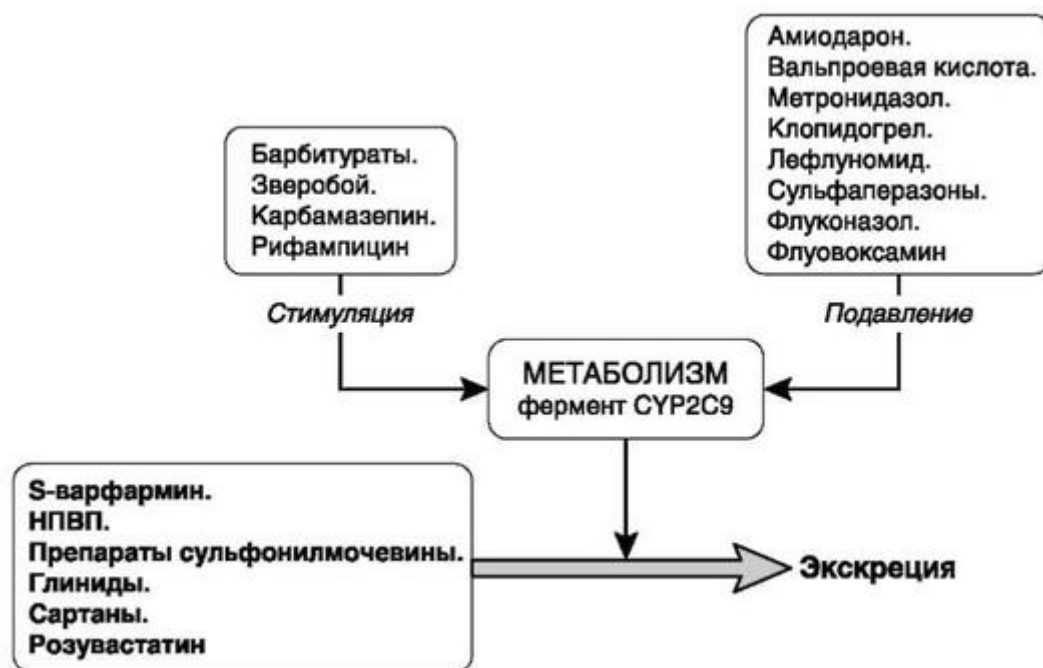 Амиодарон.
Вальпроевая кислота.
Метронидазол.
Клопидогрел.
Лефлуномид.
Сульфаперазоны.
Флуконазол.
Флуовоксамин
Барбитураты.
Зверобой.
Карбамазепин.
Рифампицин
Стимуляция
Подавление
МЕТАБОЛИЗМ
фермент CYP2C9
S-варфармин.
НПВП.
Препараты сульфонилмочевины.
Глиниды.
Сартаны.
Розувастатин
Экскреция